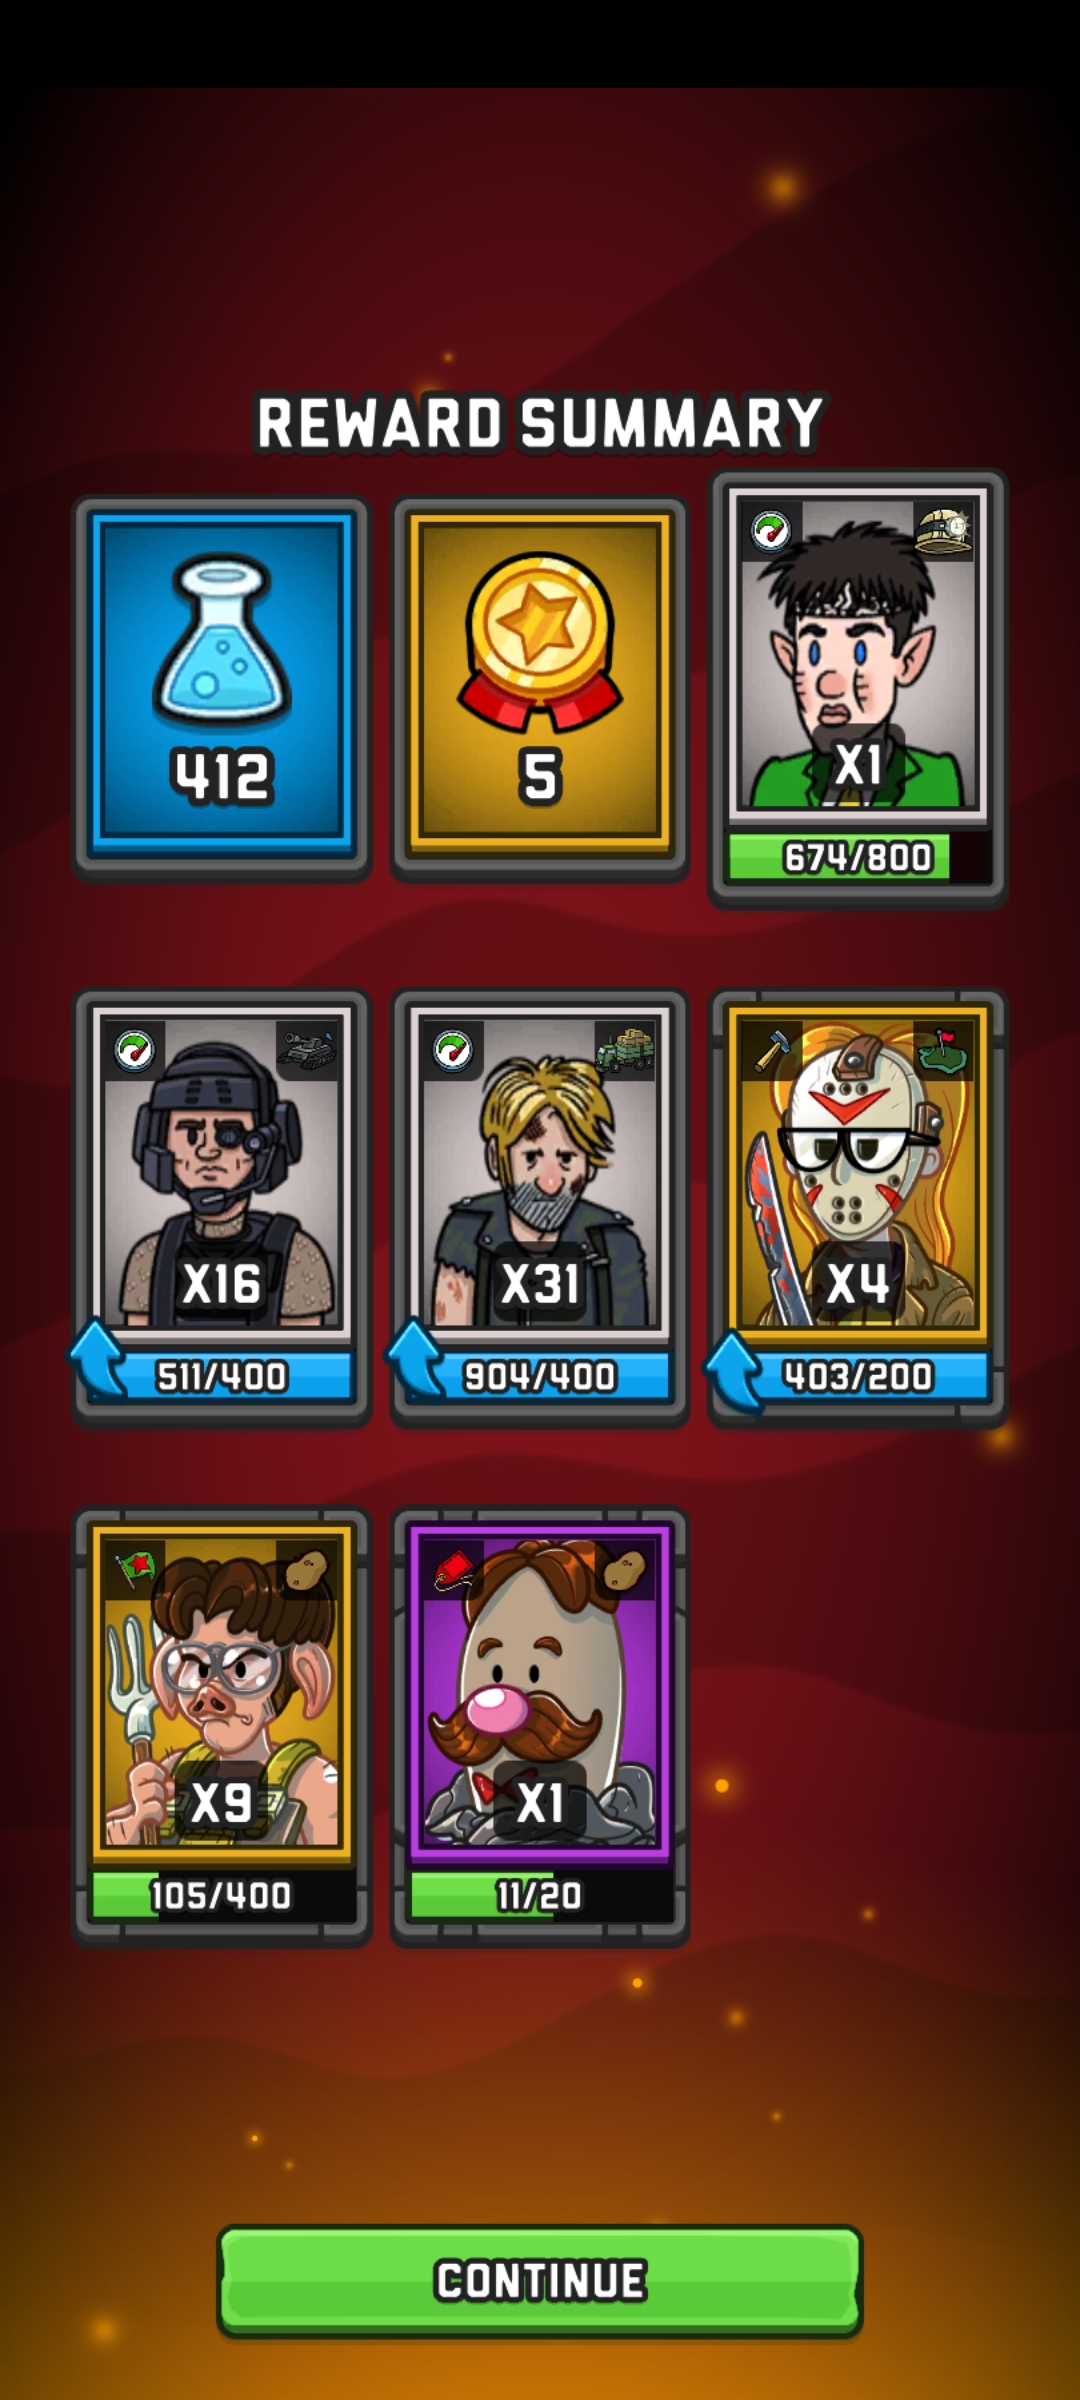 REWARD SUMMARY
412
5
X1
674/800
X16
511/400
X31
904/400
X4
403/200
X9
105/400
X1
11/20
CONTINUE